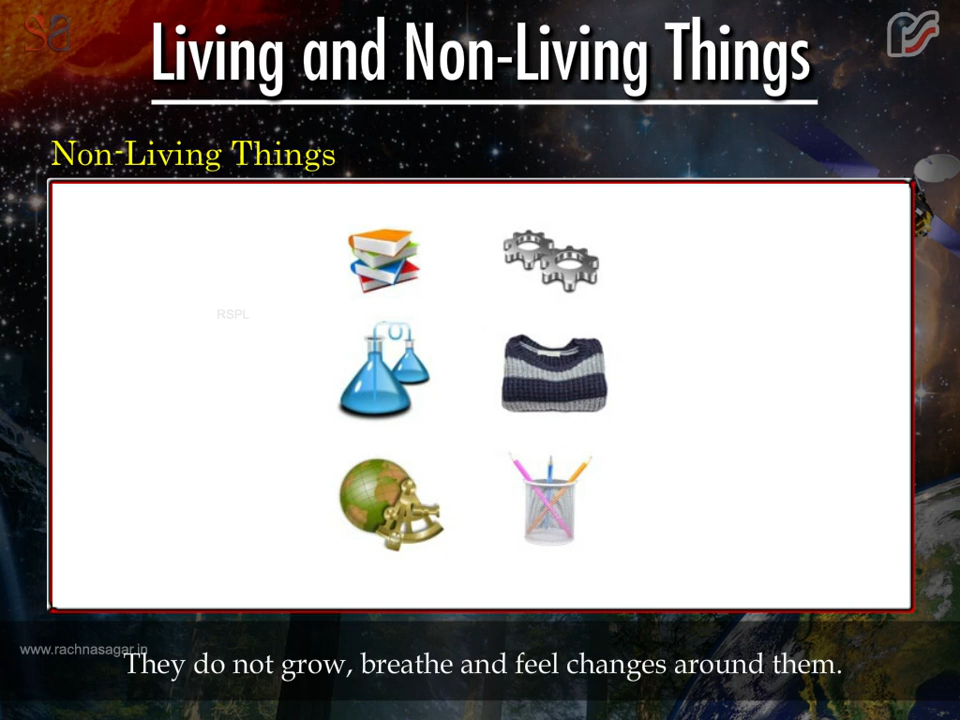 sa
Living and Non-Living Things
Non-Living Things
RSPL
www.rachnasagar.in
They do not grow, breathe and feel changes around them.